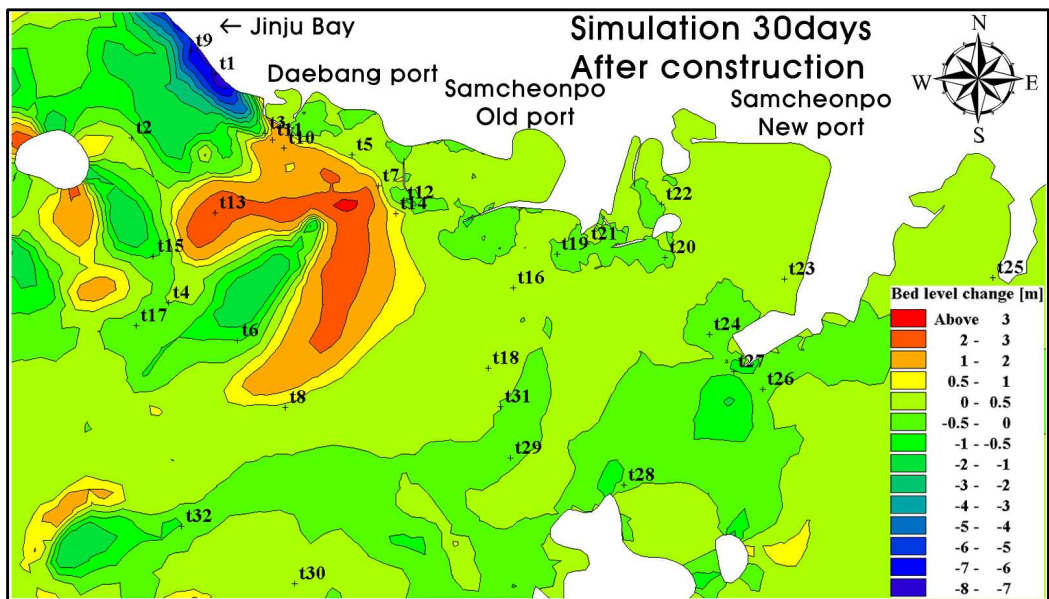 ← Jinju Bay
Simulation 30days
After construction
N
W E
S
Daebang port
Samcheonpo
Old port
Samcheonpo
New port
t9
t1
t2
t3
t11
t10
t5
t7
t12
t14
t13
t22
t15
t19
t21
t20
t16
t23
t25
t4
t17
t6
t24
t18
t27
t26
t8
t31
t29
t28
t32
t30
Bed level change [m]
Above 3
2 - 3
1 - 2
0.5 - 1
0 - 0.5
-0.5 - 0
-1 - -0.5
-2 - -1
-3 - -2
-4 - -3
-5 - -4
-6 - -5
-7 - -6
-8 - -7